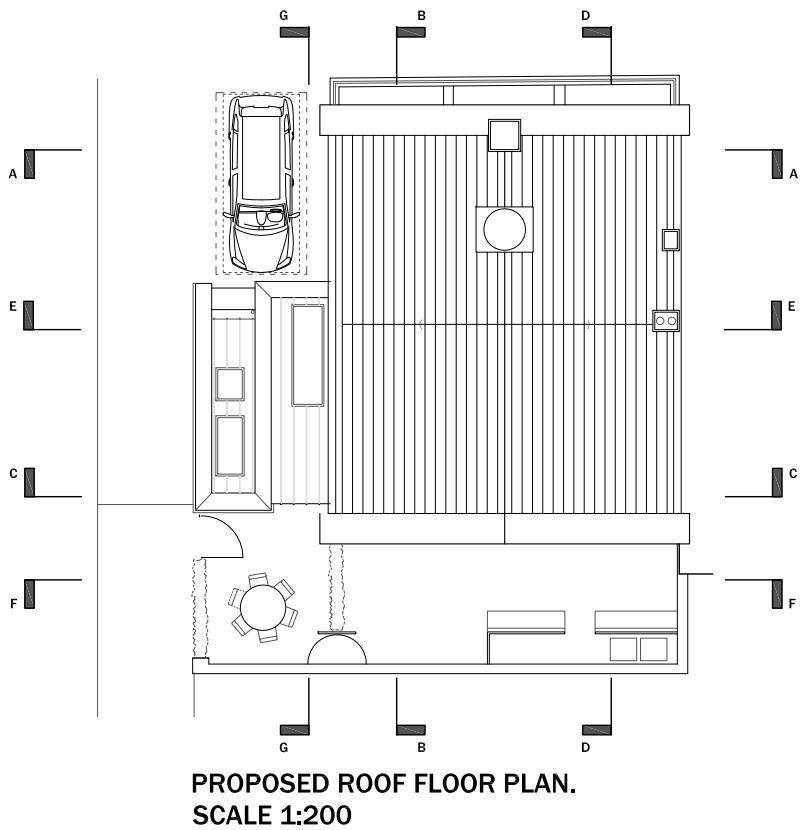 G B D
A A
E E
C C
F F
G B D
PROPOSED ROOF FLOOR PLAN.
SCALE 1:200